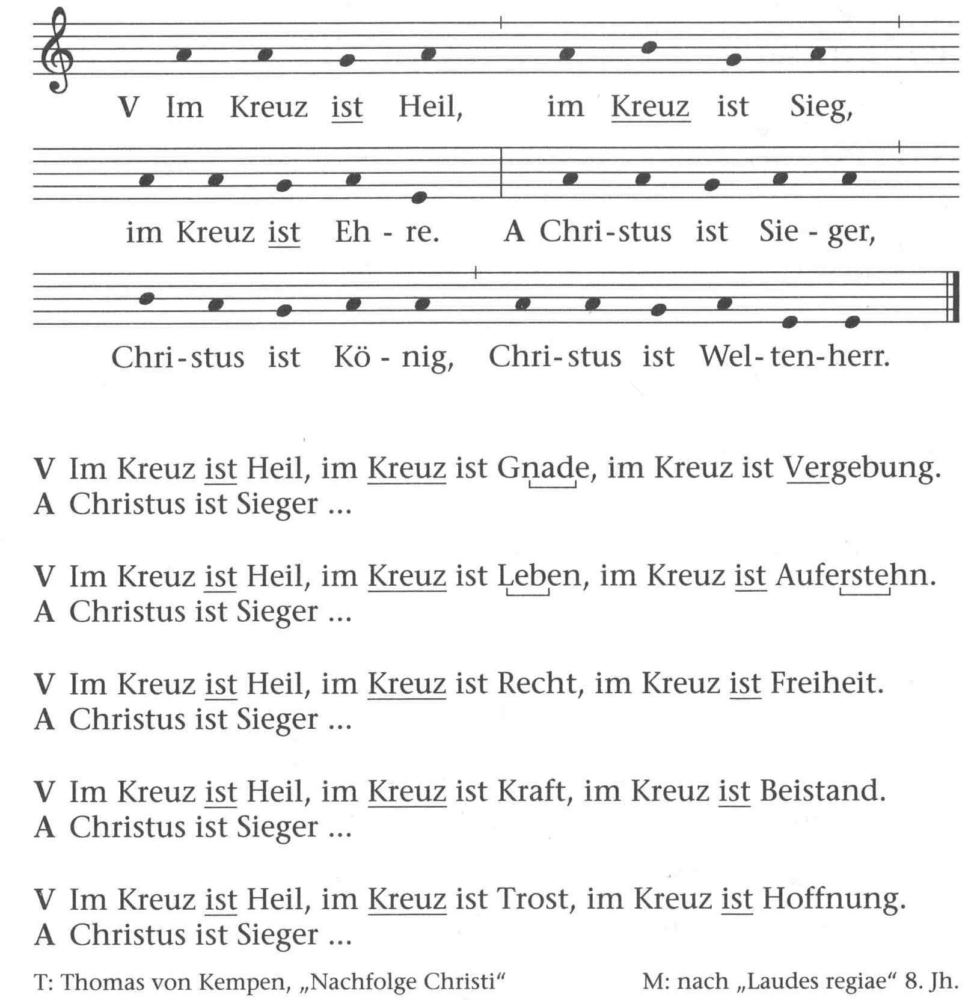 V Im Kreuz ist Heil, im Kreuz ist Sieg,
im Kreuz ist Eh - re. A Chri-stus ist Sie - ger,
Chri-stus ist Kö - nig, Chri-stus ist Wel-ten-herr.
V Im Kreuz ist Heil, im Kreuz ist Gnade, im Kreuz ist Vergebung.
A Christus ist Sieger ...
V Im Kreuz ist Heil, im Kreuz ist Leben, im Kreuz ist Auferstehn.
A Christus ist Sieger ...
V Im Kreuz ist Heil, im Kreuz ist Recht, im Kreuz ist Freiheit.
A Christus ist Sieger ...
V Im Kreuz ist Heil, im Kreuz ist Kraft, im Kreuz ist Beistand.
A Christus ist Sieger ...
V Im Kreuz ist Heil, im Kreuz ist Trost, im Kreuz ist Hoffnung.
A Christus ist Sieger ...
T: Thomas von Kempen, „Nachfolge Christi“ M: nach „Laudes regiae“ 8. Jh.